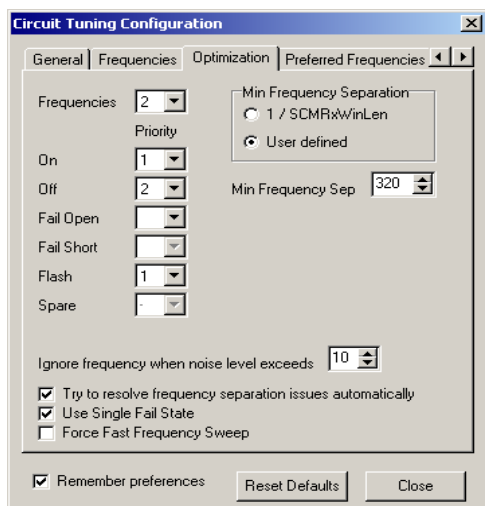 Circuit Tuning Configuration
General Frequencies Optimization Preferred Frequencies
Frequencies 2
Priority
On 1
Off 2
Fail Open
Fail Short
Flash 1
Spare -
Min Frequency Separation
1 / SCMRxWinLen
User defined
Min Frequency Sep 320
Ignore frequency when noise level exceeds 10
Try to resolve frequency separation issues automatically
Use Single Fail State
Force Fast Frequency Sweep
Remember preferences Reset Defaults Close